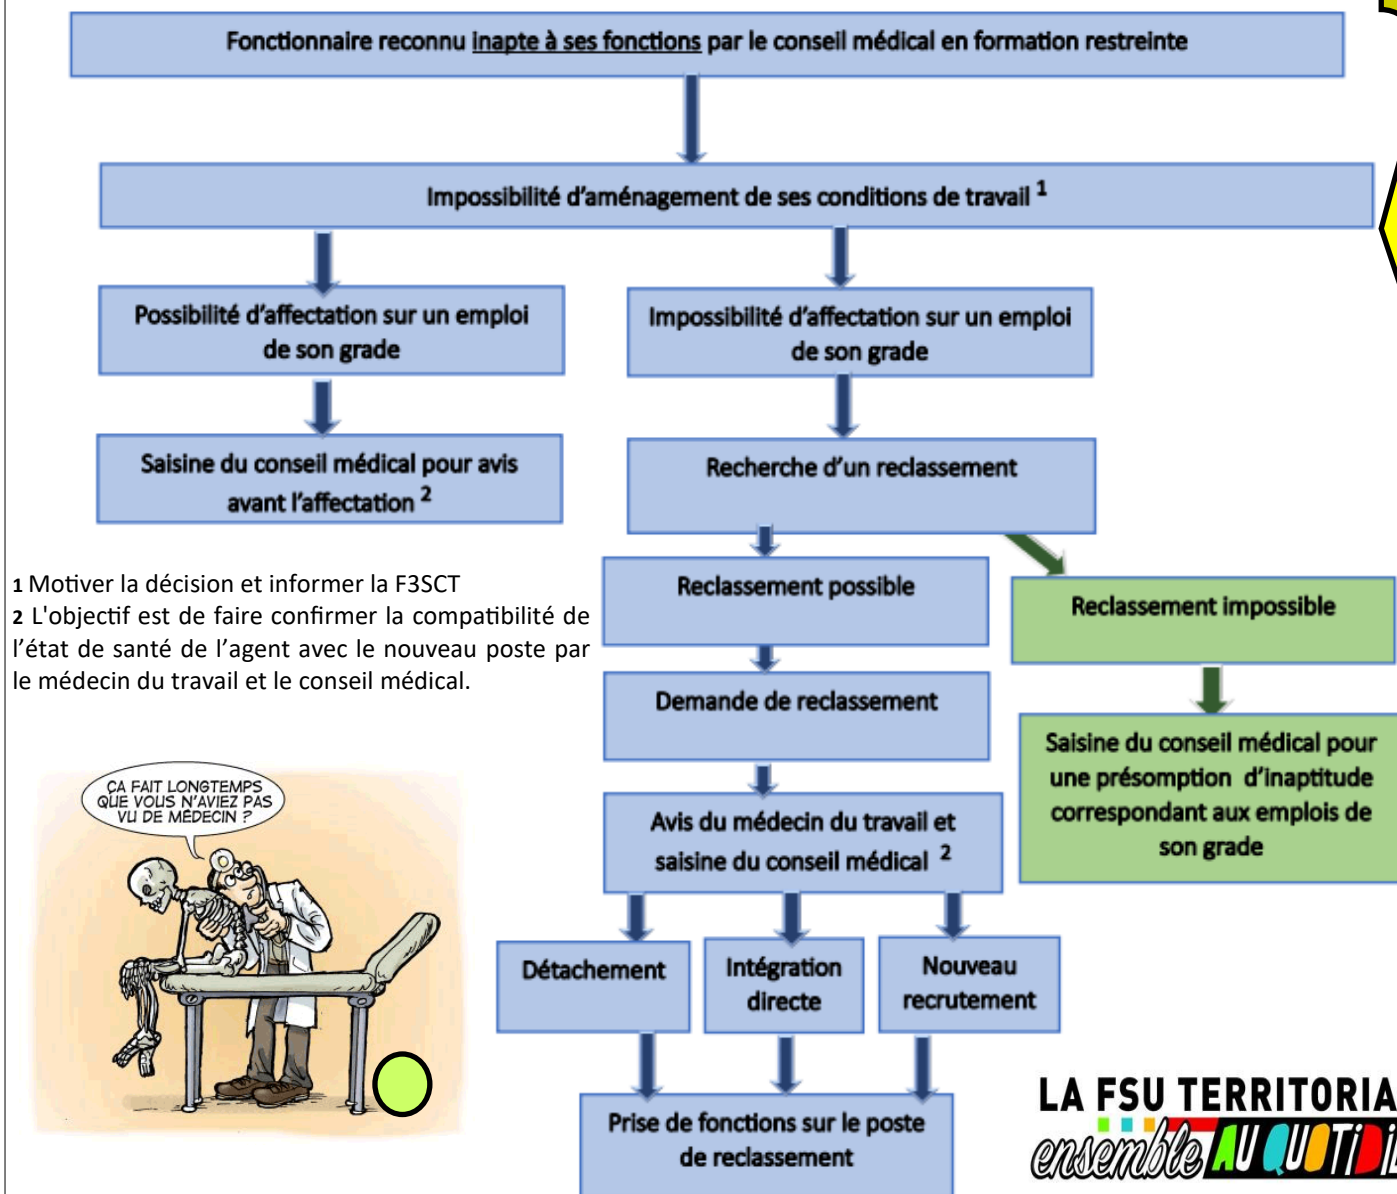 Fonctionnaire reconnu inapte à ses fonctions par le conseil médical en formation restreinte
Impossibilité d'aménagement de ses conditions de travail 1
Possibilité d'affectation sur un emploi
de son grade
Impossibilité d'affectation sur un emploi
de son grade
Saisine du conseil médical pour avis
avant l'affectation 2
Recherche d'un reclassement
1 Motiver la décision et informer la F3SCT
2 L'objectif est de faire confirmer la compatibilité de
l'état de santé de l'agent avec le nouveau poste par
le médecin du travail et le conseil médical.
Reclassement possible
Reclassement impossible
Demande de reclassement
Saisine du conseil médical pour
une présomption d'inaptitude
correspondant aux emplois de
son grade
Avis du médecin du travail et
saisine du conseil médical 2
ÇA FAIT LONGTEMPS
QUE VOUS N'AVIEZ PAS
VU DE MÉDECIN ?
Détachement
Intégration
directe
Nouveau
recrutement
Prise de fonctions sur le poste
de reclassement
LA FSU TERRITORIA
ensemble AU QUOTIDI